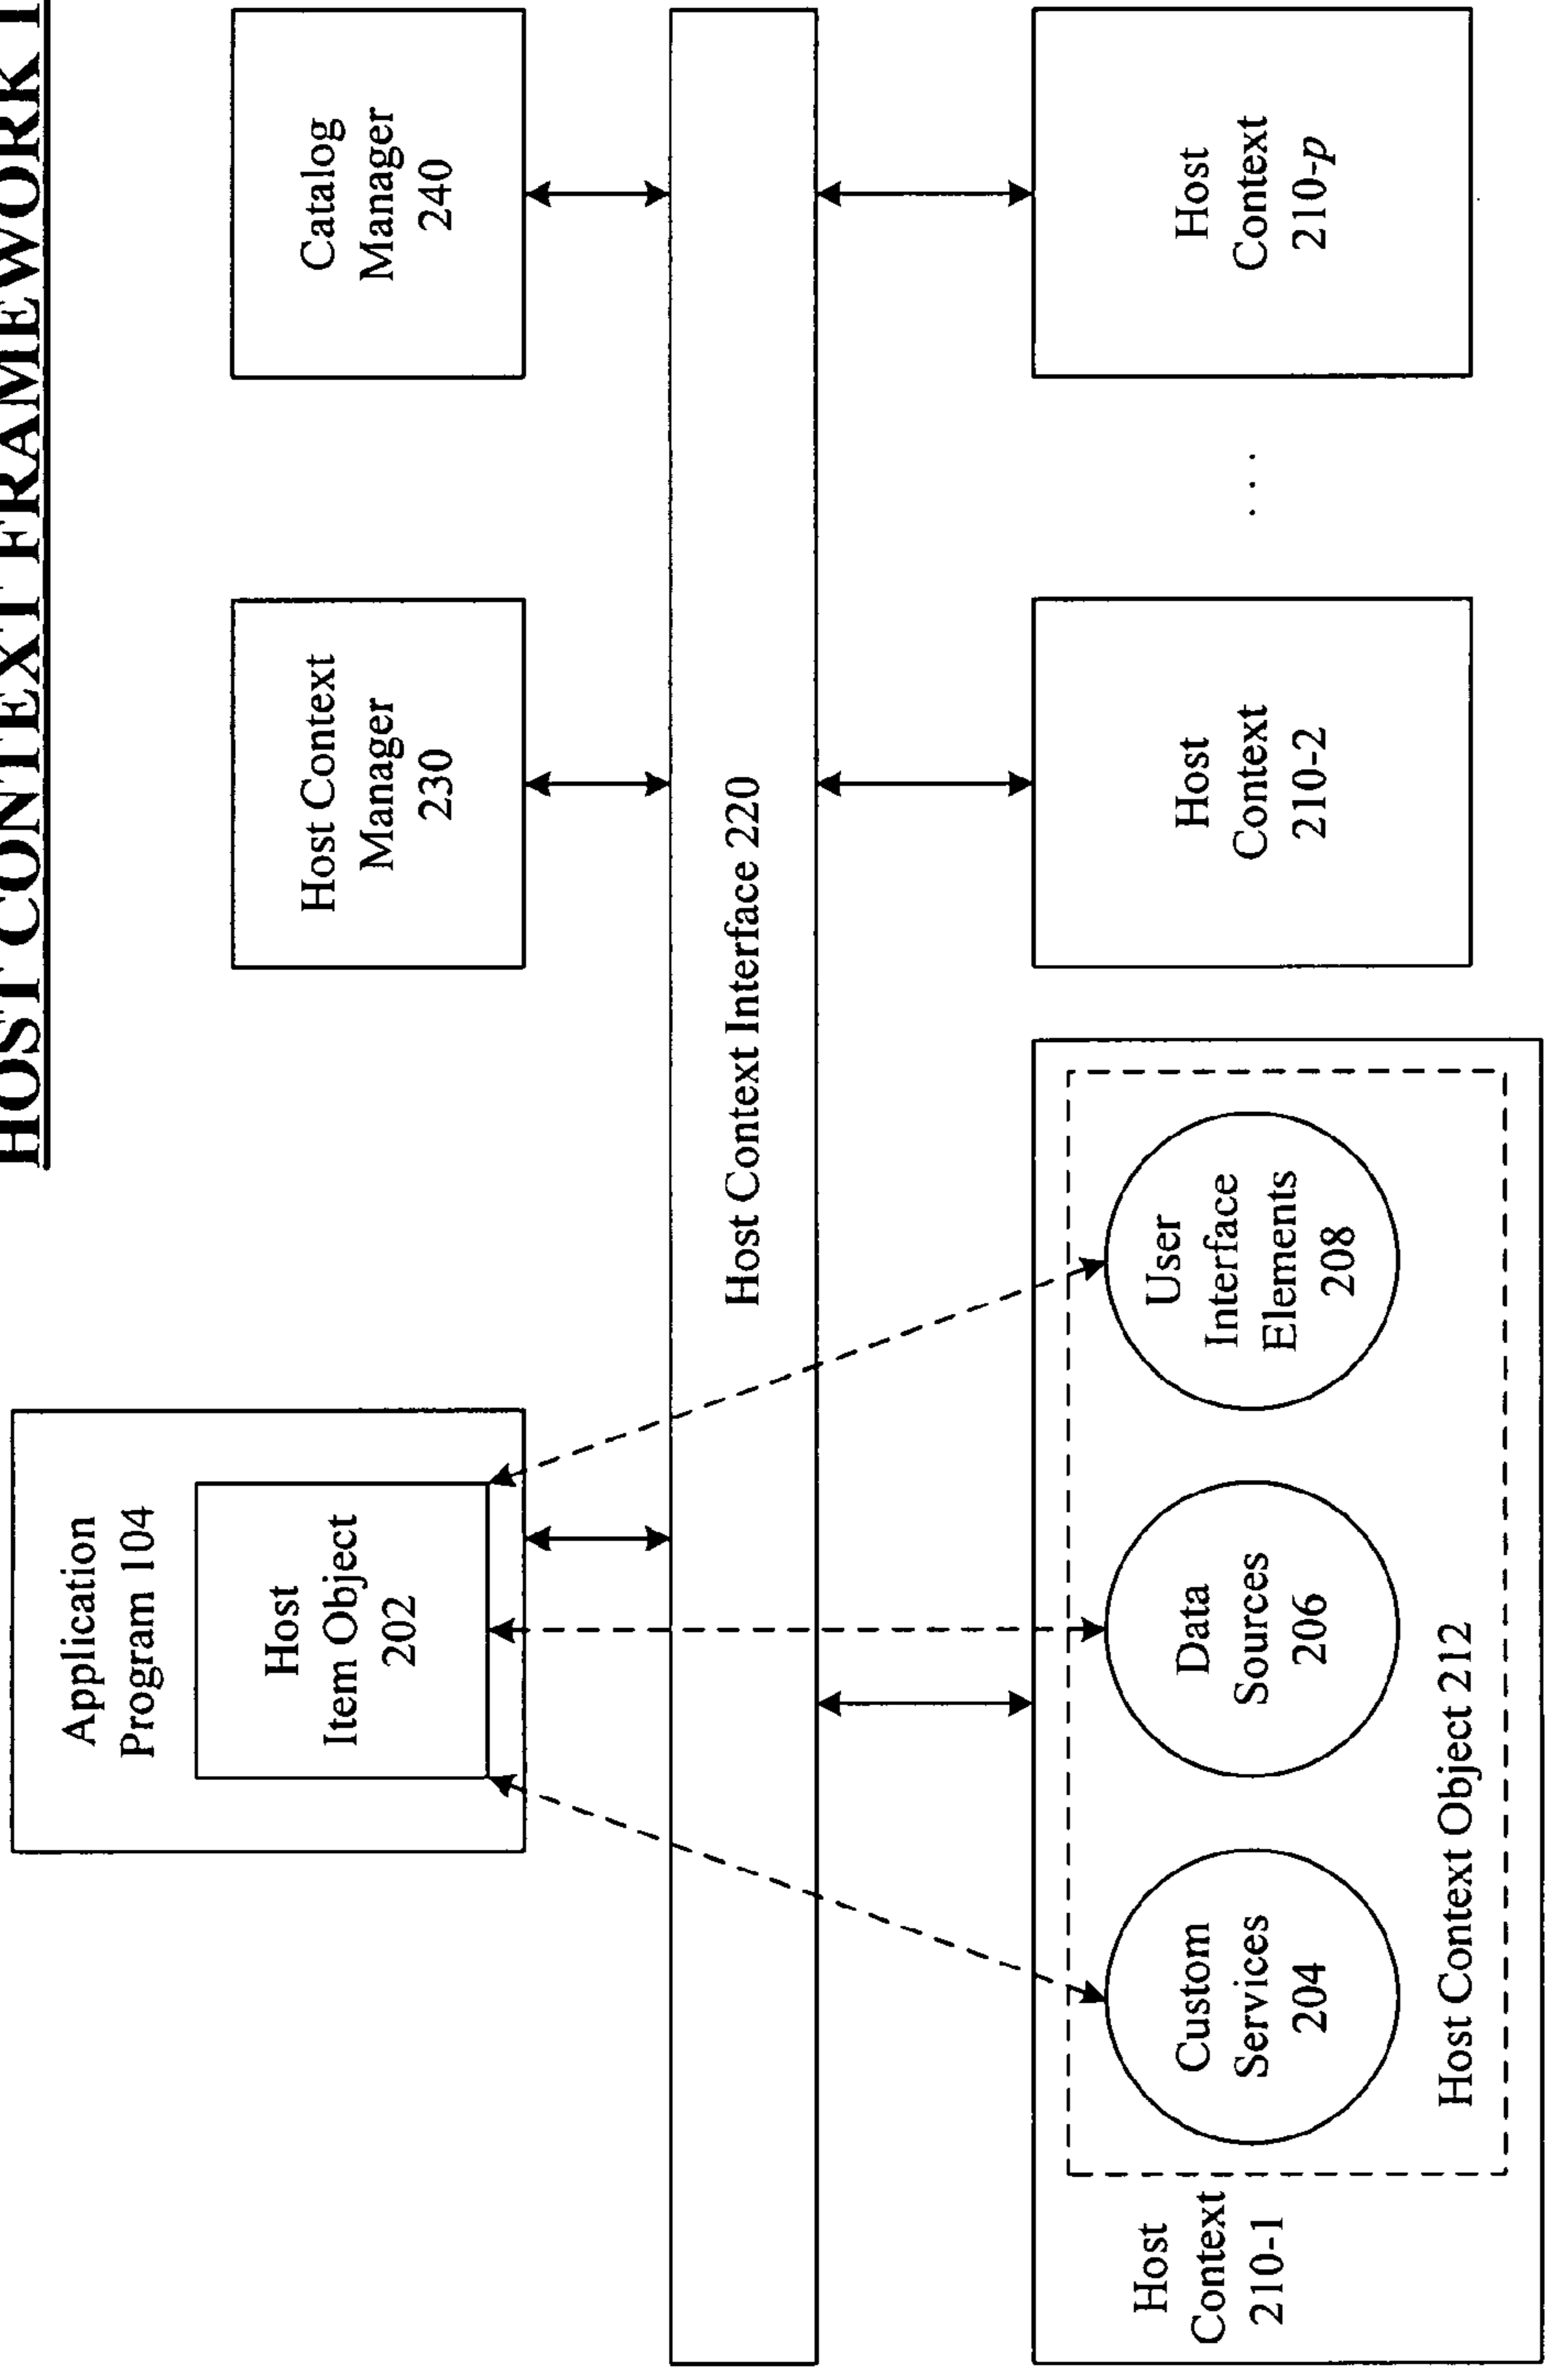 HOST CONTEXT FRAMEWORK
Application
Program 104
Host
Item Object
202
Host Context
Manager
230
Catalog
Manager
240
Host Context Interface 220
Host
Context
210-1
Custom
Services
204
Data
Sources
206
User
Interface
Elements
208
Host Context Object 212
Host
Context
210-2
. . .
Host
Context
210-p